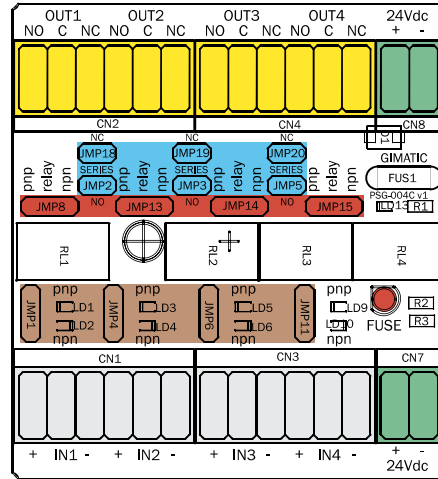 OUT1 OUT2 OUT3 OUT4 24Vdc
NO C NC NO C NC NO C NC NO C NC + -
CN2 CN4 CN8
NC NC NC
JMP18 JMP19 JMP20 D1
GIMATIC
pnp relay npn SERIES pnp relay npn SERIES pnp relay npn SERIES pnp relay npn
JMP2 JMP3 JMP5 FUS1
NO NO NO PSG-004C v1
JMP8 JMP13 JMP14 JMP15 LD13 R1
RL1 RL2 RL3 RL4
pnp pnp pnp pnp
JMP1 LD1 JMP4 LD3 JMP6 LD5 JMP11 LD9 R2
LD2 LD4 LD6 LD10 R3
npn npn npn npn FUSE
CN1 CN3 CN7
+ IN1 - + IN2 - + IN3 - + IN4 - + -
24Vdc